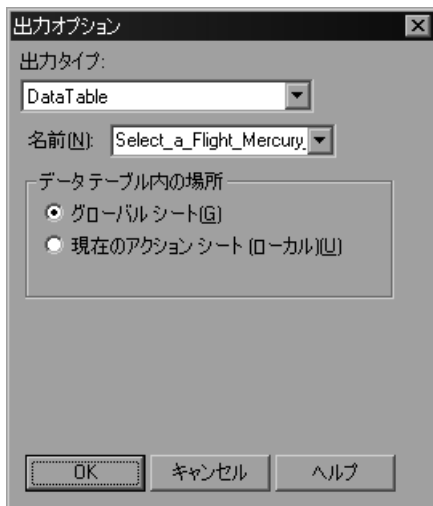 出力オプション
出力タイプ:
DataTable
名前(N): Select_a_Flight_Mercury_
データテーブル内の場所
グローバル シート(G)
現在のアクション シート (ローカル)(U)
OK キャンセル ヘルプ